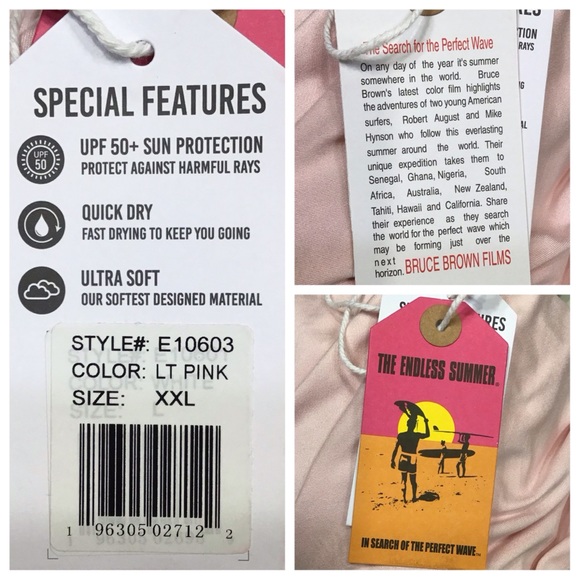 SPECIAL FEATURES
UPF 50
UPF 50+ SUN PROTECTION
PROTECT AGAINST HARMFUL RAYS
QUICK DRY
FAST DRYING TO KEEP YOU GOING
ULTRA SOFT
OUR SOFTEST DESIGNED MATERIAL
STYLE#: E10603
COLOR: LT PINK
SIZE: XXL
1 96305 02712 2
The Search for the Perfect Wave
On any day of the year it's summer
somewhere in the world. Bruce
Brown's latest color film highlights
the adventures of two young American
surfers, Robert August and Mike
Hynson who follow this everlasting
summer around the world. Their
unique expedition takes them to
Senegal, Ghana, Nigeria, South
Africa, Australia, New Zealand,
Tahiti, Hawaii and California. Share
their experience as they search
the world for the perfect wave which
may be forming just over the
next
horizon. BRUCE BROWN FILMS
RAYS
THE ENDLESS SUMMER®
IN SEARCH OF THE PERFECT WAVE™